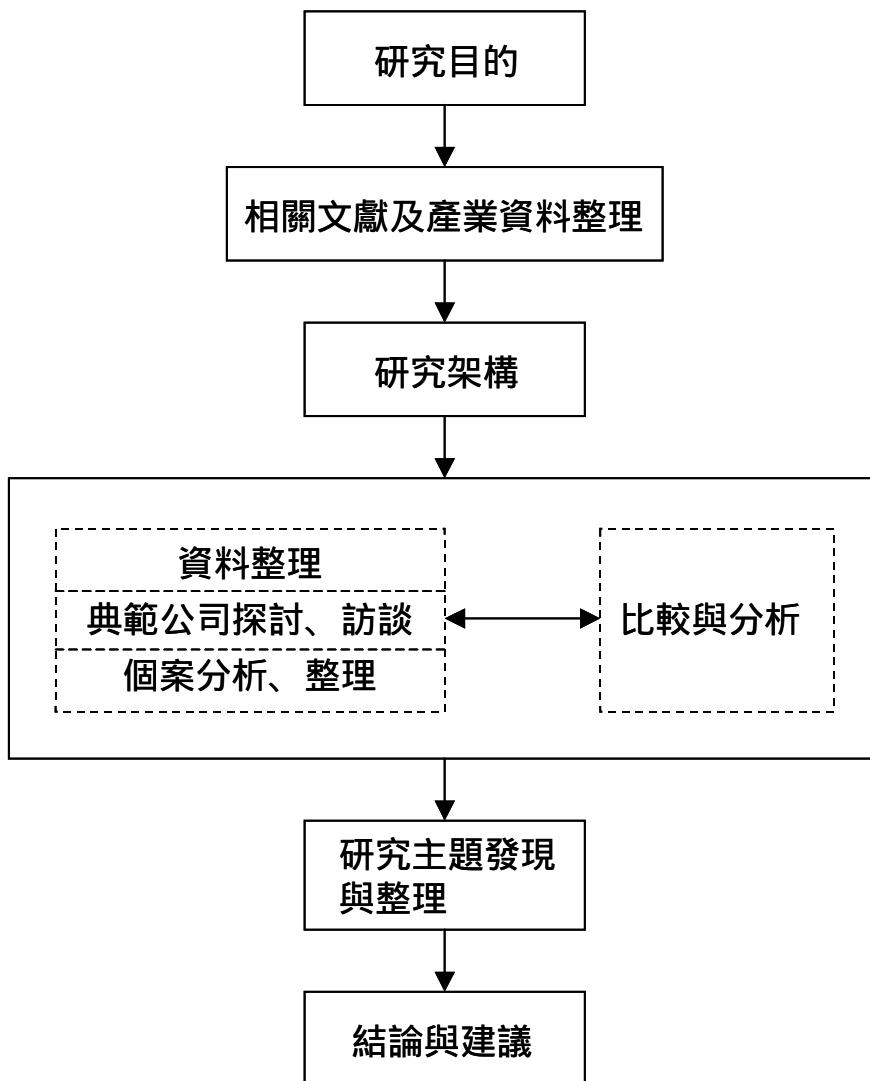 研究目的
相關文獻及產業資料整理
研究架構
資料整理
典範公司探討、訪談
個案分析、整理
比較與分析
研究主題發現
與整理
結論與建議